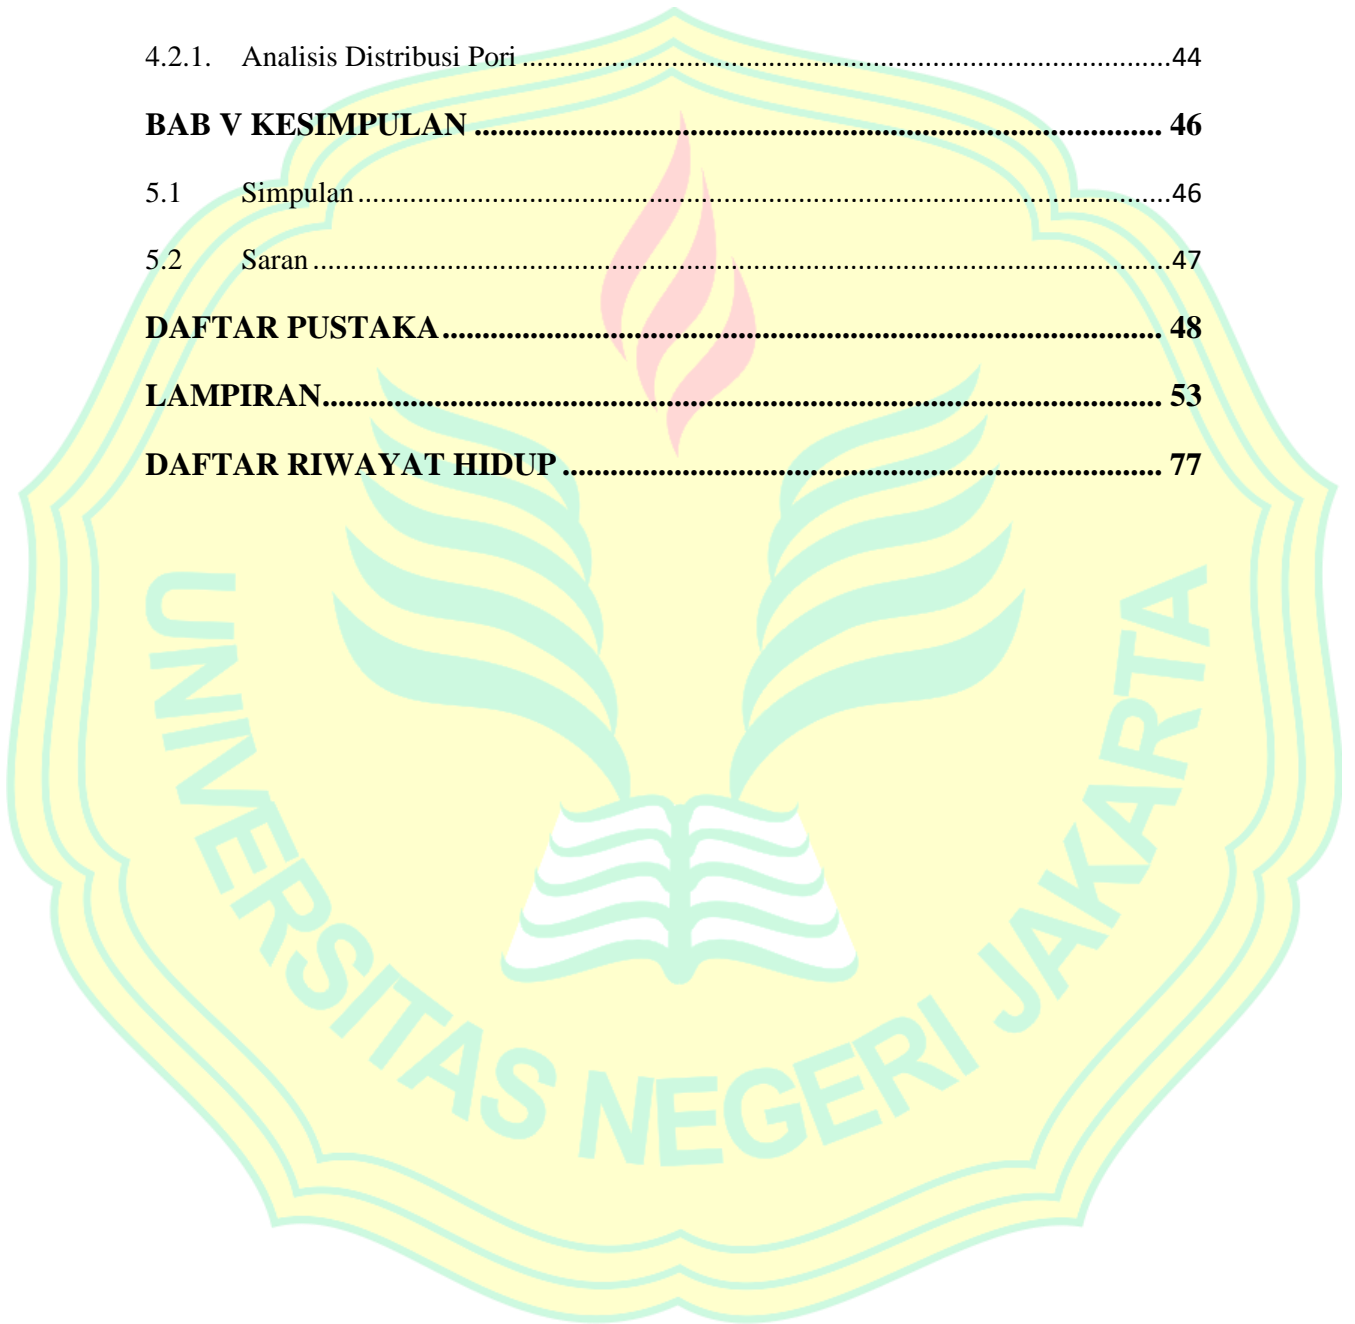 4.2.1. Analisis Distribusi Pori ........................................................................................ 44
BAB V KESIMPULAN ...................................................................................... 46
5.1 Simpulan ............................................................................................................. 46
5.2 Saran ................................................................................................................... 47
DAFTAR PUSTAKA .......................................................................................... 48
LAMPIRAN ......................................................................................................... 53
DAFTAR RIWAYAT HIDUP ........................................................................... 77
UNIVERSITAS NEGERI JAKARTA